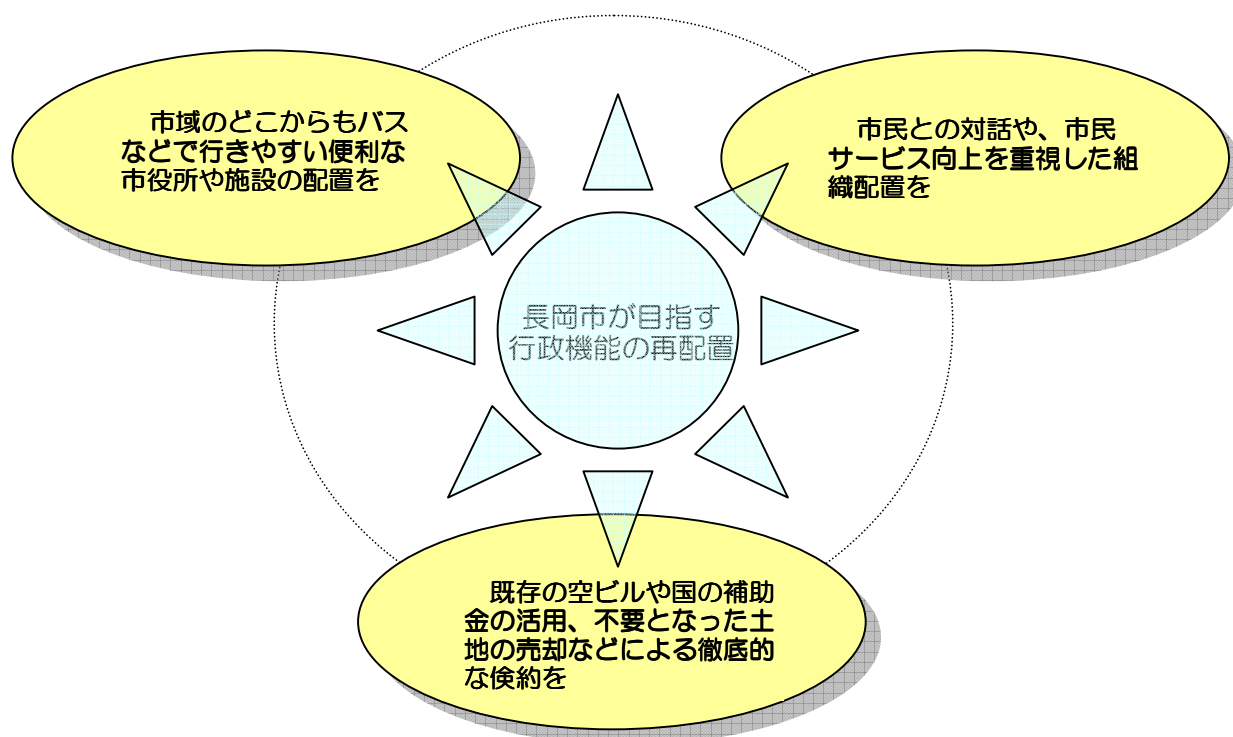 市域のどこからもバス
などで行きやすい便利な
市役所や施設の配置を
市民との対話や、市民
サービス向上を重視した組
織配置を
長岡市が目指す
行政機能の再配置
既存の空ビルや国の補助
金の活用、不要となった土
地の売却などによる徹底的
な倹約を